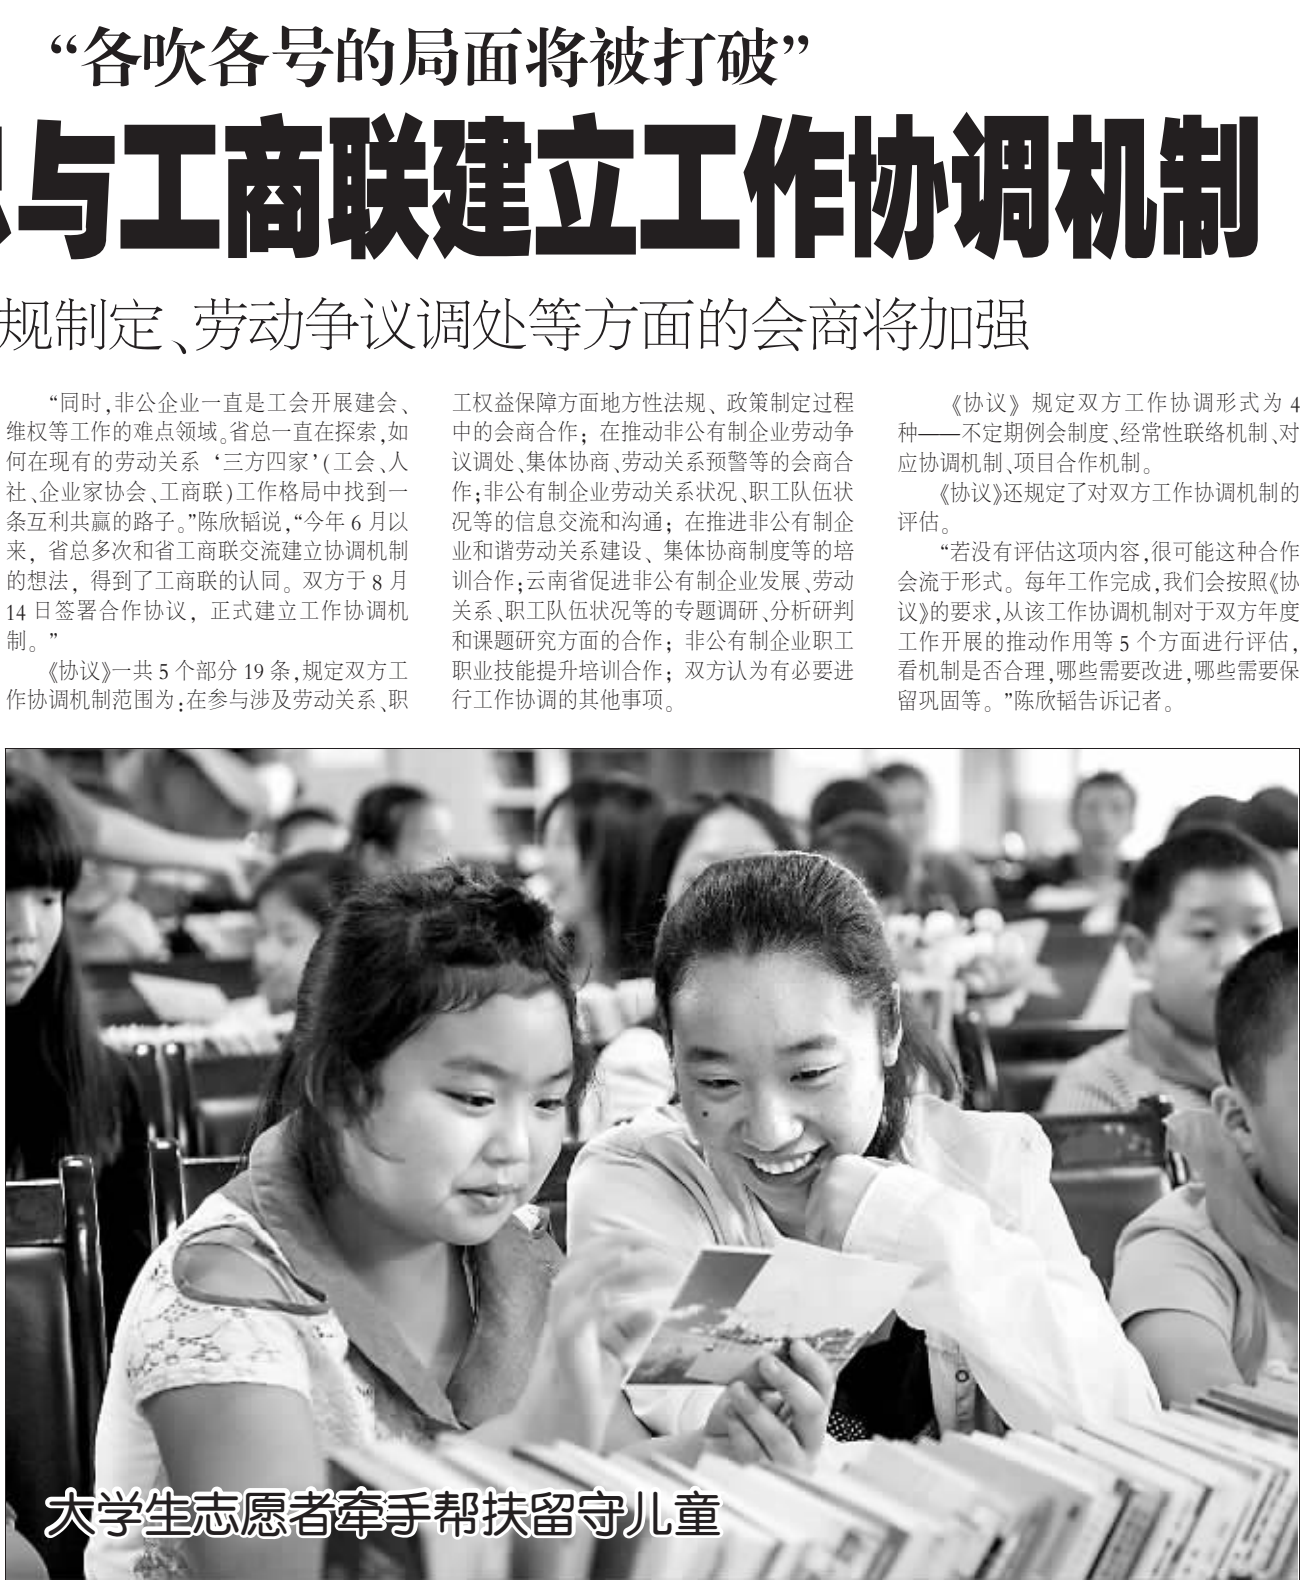 “各吹各号的局面将被打破”
与工商联建立工作协调机制
规制定、劳动争议调处等方面的会商将加强
“同时,非公企业一直是工会开展建会、
维权等工作的难点领域。省总一直在探索,如
何在现有的劳动关系‘三方四家’(工会、人
社、企业家协会、工商联)工作格局中找到一
条互利共赢的路子。”陈欣韬说,“今年 6 月以
来，省总多次和省工商联交流建立协调机制
的想法，得到了工商联的认同。双方于 8 月
14 日签署合作协议，正式建立工作协调机
制。”
《协议》一共 5 个部分 19 条,规定双方工
作协调机制范围为:在参与涉及劳动关系、职
工权益保障方面地方性法规、政策制定过程
中的会商合作；在推动非公有制企业劳动争
议调处、集体协商、劳动关系预警等的会商合
作;非公有制企业劳动关系状况、职工队伍状
况等的信息交流和沟通；在推进非公有制企
业和谐劳动关系建设、集体协商制度等的培
训合作;云南省促进非公有制企业发展、劳动
关系、职工队伍状况等的专题调研、分析研判
和课题研究方面的合作；非公有制企业职工
职业技能提升培训合作；双方认为有必要进
行工作协调的其他事项。
《协议》规定双方工作协调形式为 4
种——不定期例会制度、经常性联络机制、对
应协调机制、项目合作机制。
《协议》还规定了对双方工作协调机制的
评估。
“若没有评估这项内容,很可能这种合作
会流于形式。每年工作完成,我们会按照《协
议》的要求,从该工作协调机制对于双方年度
工作开展的推动作用等 5 个方面进行评估,
看机制是否合理,哪些需要改进,哪些需要保
留巩固等。”陈欣韬告诉记者。
大学生志愿者牵手帮扶留守儿童